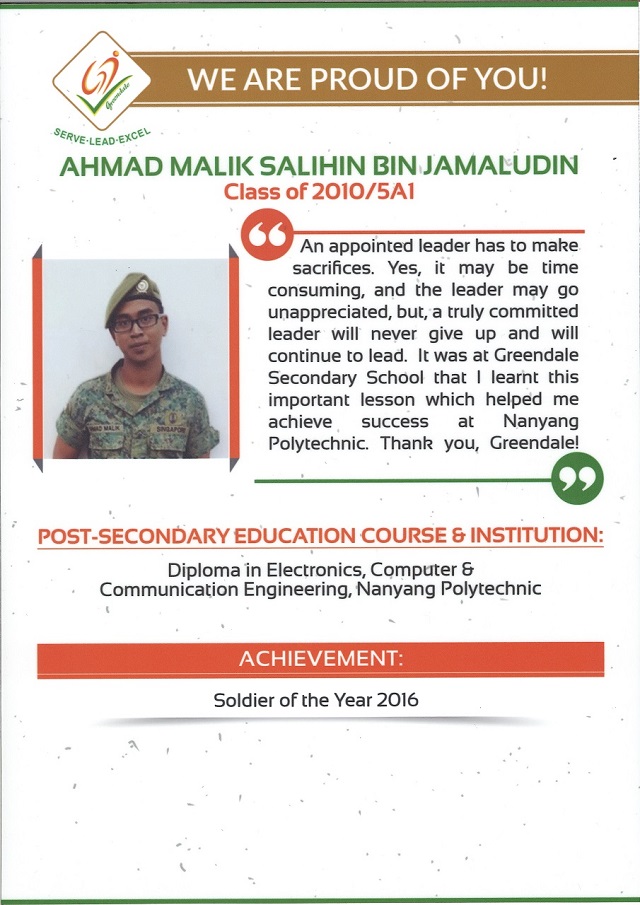 Greendale
SERVE·LEAD·EXCEL
WE ARE PROUD OF YOU!
AHMAD MALIK SALIHIN BIN JAMALUDIN
Class of 2010/5A1
An appointed leader has to make
sacrifices. Yes, it may be time
consuming, and the leader may go
unappreciated, but, a truly committed
leader will never give up and will
continue to lead. It was at Greendale
Secondary School that I learnt this
important lesson which helped me
achieve success at Nanyang
Polytechnic. Thank you, Greendale!
MAD MALIK
SINGAPORE
POST-SECONDARY EDUCATION COURSE & INSTITUTION:
Diploma in Electronics, Computer &
Communication Engineering, Nanyang Polytechnic
ACHIEVEMENT:
Soldier of the Year 2016